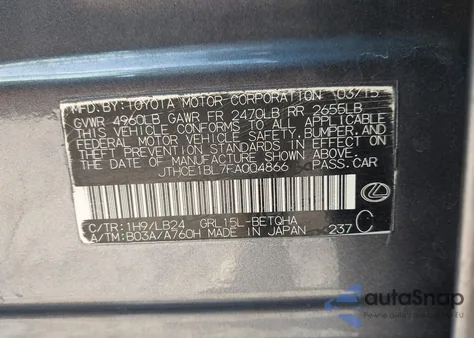 MFD. BY: TOYOTA MOTOR CORPORATION 03/15
GVWR 4960LB GAWR FR 2470LB RR 2655LB
THIS VEHICLE CONFORMS TO ALL APPLICABLE
FEDERAL MOTOR VEHICLE SAFETY, BUMPER, AND
THEFT PREVENTION STANDARDS IN EFFECT ON
THE DATE OF MANUFACTURE SHOWN ABOVE.
JTHCE1BL7FA004866 PASS.CAR
C/TR:1H9/LB24 GRL15L-BETQHA
A/TM:B03A/A760H MADE IN JAPAN 237 C
autoSnap